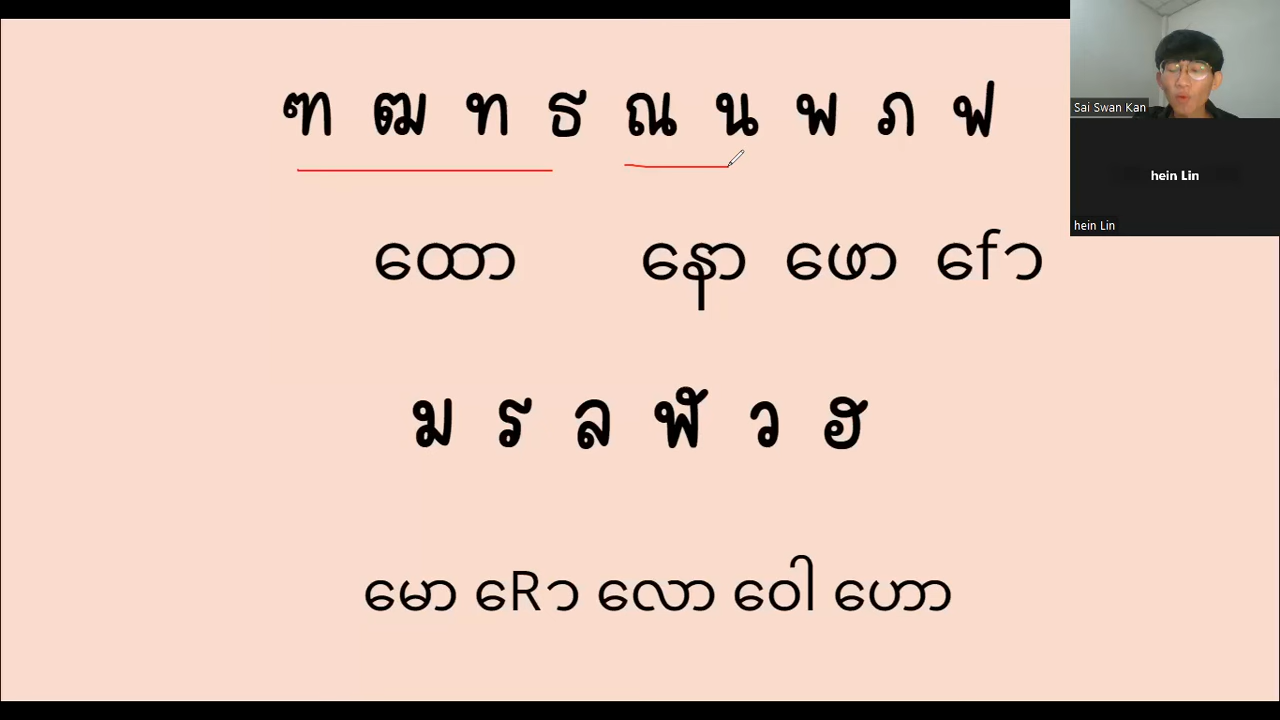 ฑ ฒ ท ธ ณ น พ ภ ฟ
ထော နော ဖော fော
ม ร ล ฬ ว ฮ
မော Rော လော ဝေါ ဟော
Sai Swan Kan
hein Lin
hein Lin